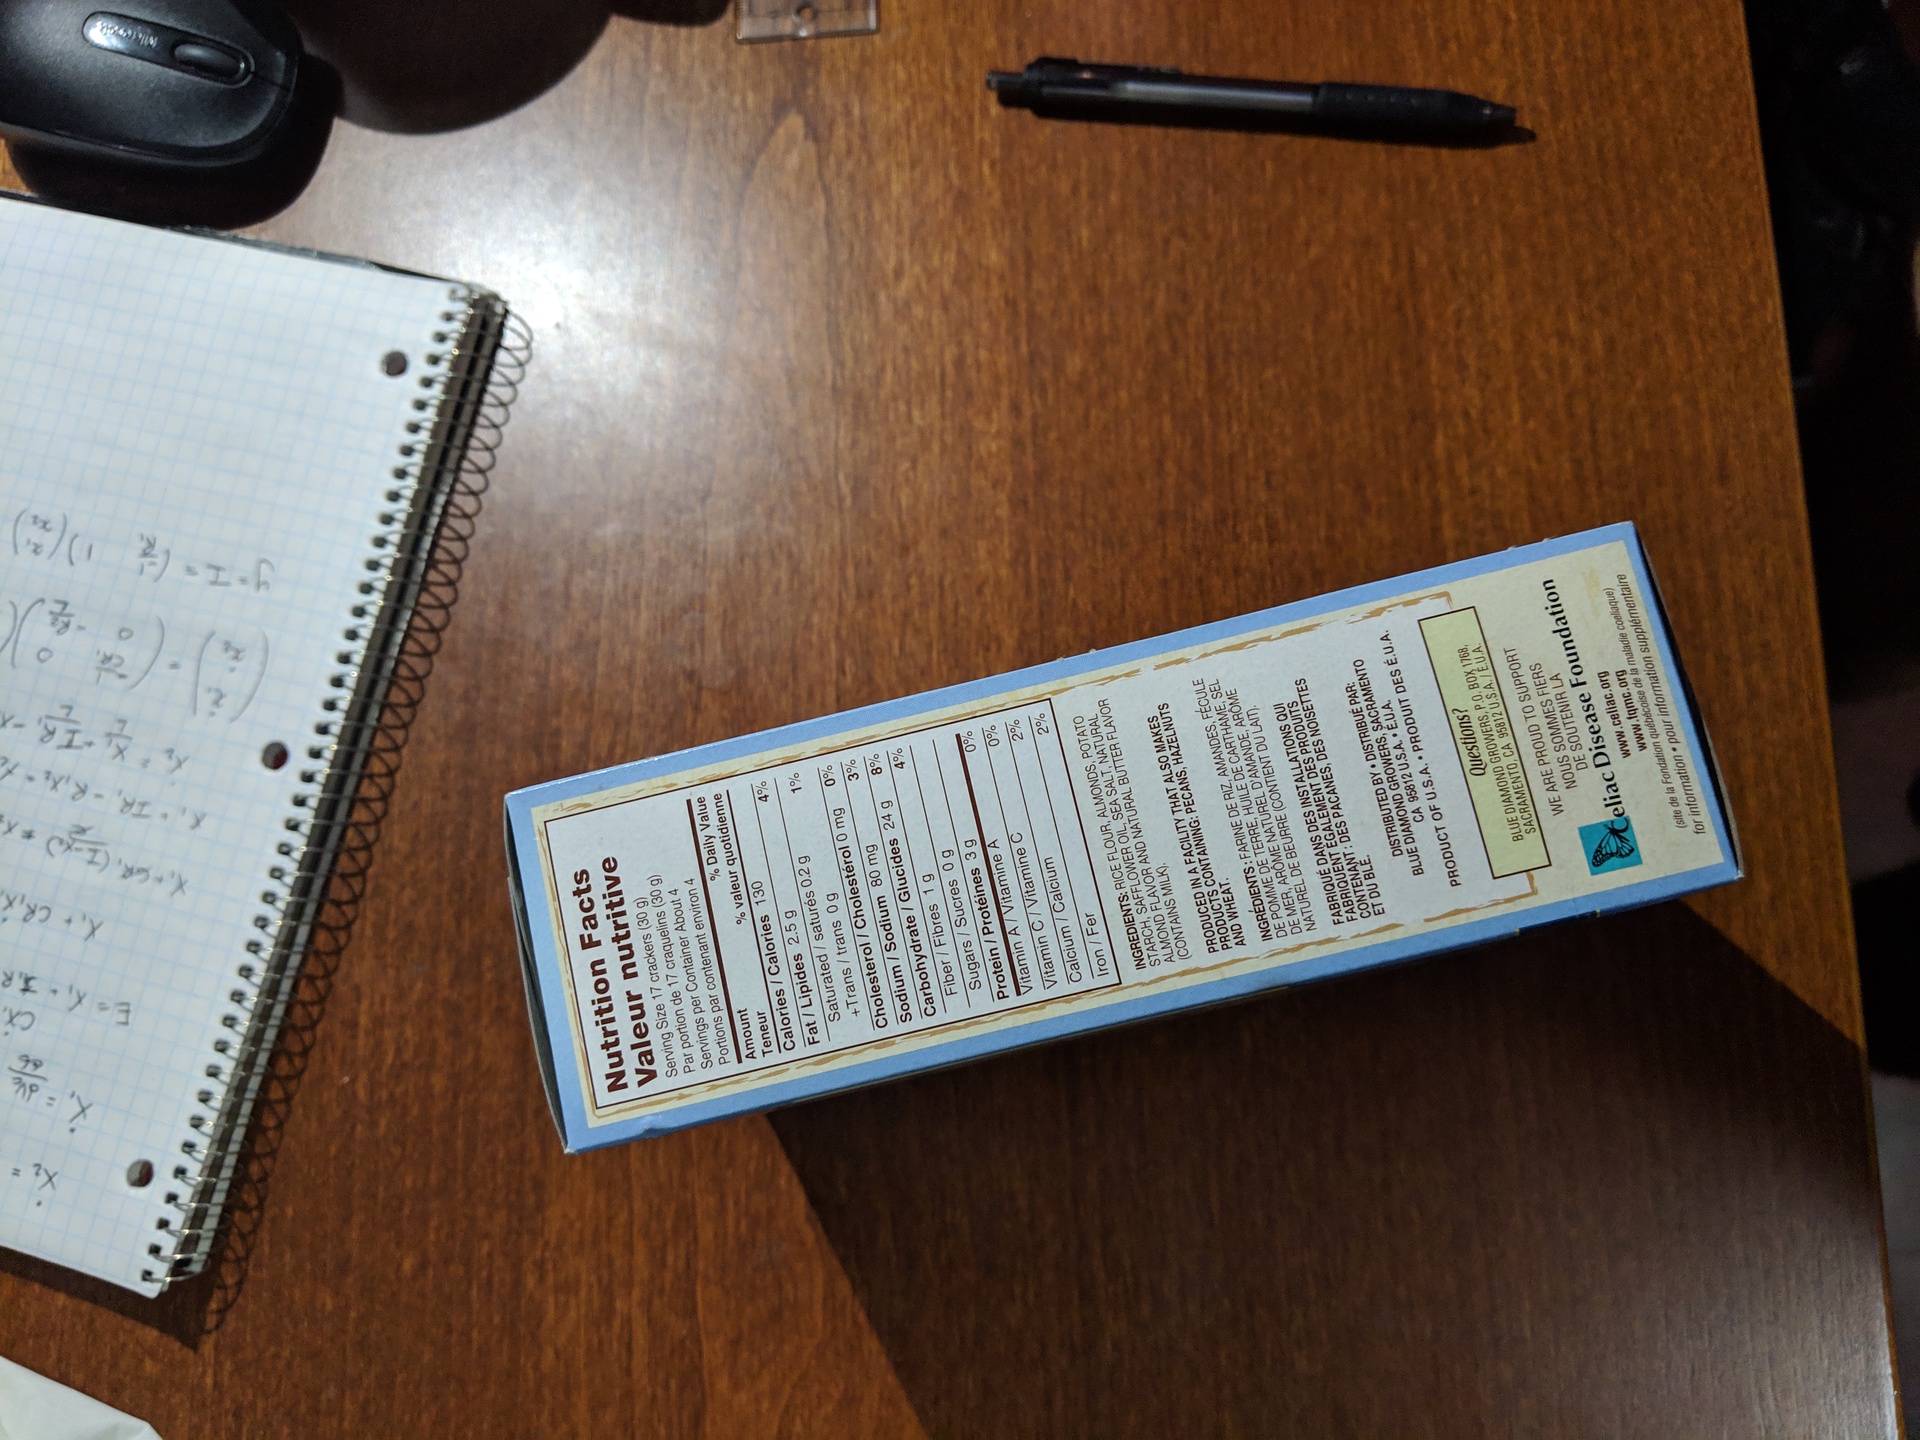 Nutrition Facts
Valeur nutritive
Serving Size 17 crackers (30 g)
Par portion de 17 craquelins (30 g)
Servings per Container About 4
Portions par contenant environ 4
Amount % Daily Value
Teneur % valeur quotidienne
Calories / Calories 130
Fat / Lipides 2.5 g 4%
Saturated / saturés 0.2 g
+Trans / trans 0 g 1%
Cholesterol / Cholestérol 0 mg 0%
Sodium / Sodium 80 mg 3%
Carbohydrate / Glucides 24 g 8%
Fiber / Fibres 1 g 4%
Sugars / Sucres 0 g
Protein / Protéines 3 g
Vitamin A / Vitamine A 0%
Vitamin C / Vitamine C 0%
Calcium / Calcium 2%
Iron / Fer 2%
INGREDIENTS: RICE FLOUR, ALMONDS, POTATO
STARCH, SAFFLOWER OIL, SEA SALT, NATURAL
ALMOND FLAVOR AND NATURAL BUTTER FLAVOR
(CONTAINS MILK).
PRODUCED IN A FACILITY THAT ALSO MAKES
PRODUCTS CONTAINING: PECANS, HAZELNUTS
AND WHEAT.
INGRÉDIENTS : FARINE DE RIZ, AMANDES, FÉCULE
DE POMME DE TERRE, HUILE DE CARTHAME, SEL
DE MER, ARÔME NATUREL D'AMANDE, ARÔME
NATUREL DE BEURRE (CONTIENT DU LAIT).
FABRIQUÉ DANS DES INSTALLATIONS QUI
FABRIQUENT ÉGALEMENT DES PRODUITS
CONTENANT : DES PACANES, DES NOISETTES
ET DU BLÉ.
DISTRIBUTED BY • DISTRIBUÉ PAR:
BLUE DIAMOND GROWERS, SACRAMENTO
CA 95812 U.S.A. • É.U.A.
PRODUCT OF U.S.A. • PRODUIT DES É.U.A.
Questions?
BLUE DIAMOND GROWERS, P.O. BOX 1768,
SACRAMENTO, CA 95812 U.S.A. / É.U.A.
WE ARE PROUD TO SUPPORT
NOUS SOMMES FIERS
DE SOUTENIR LA
Celiac Disease Foundation
www.celiac.org
www.fqmc.org
(site de la Fondation québécoise de la maladie coeliaque)
for information • pour information supplémentaire